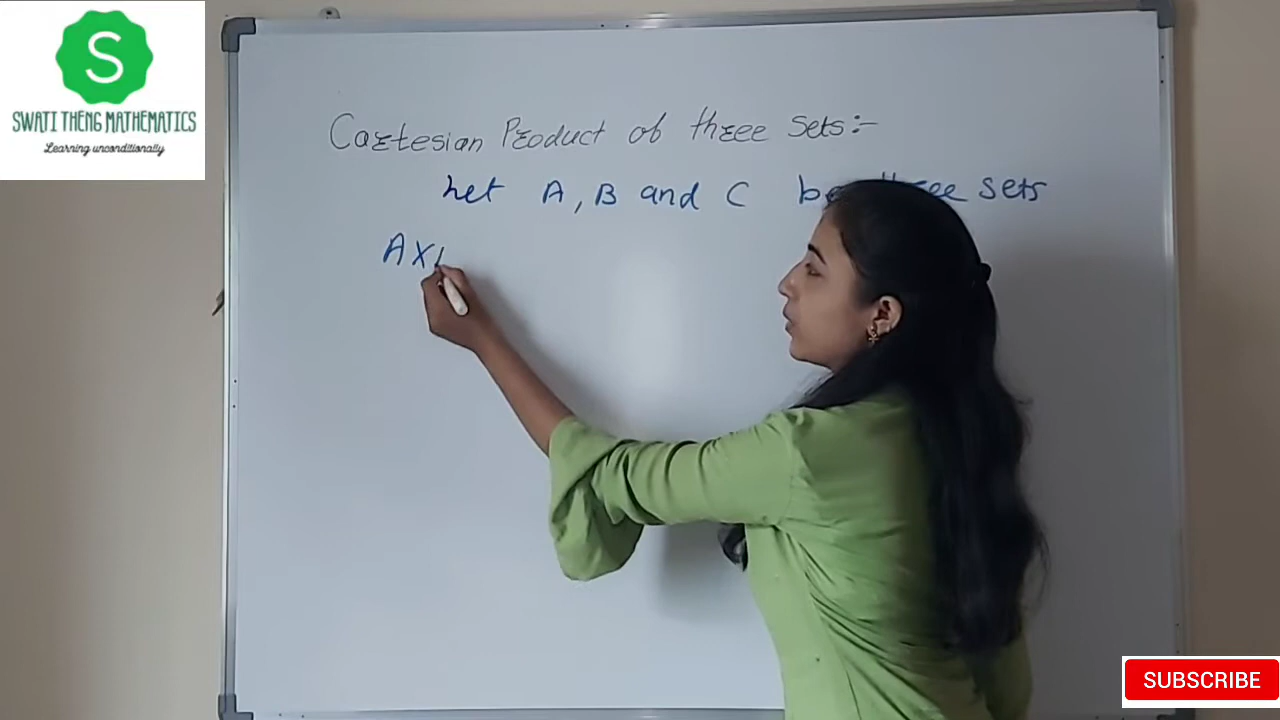 S
SWATI THENG MATHEMATICS
Learning unconditionally
Cartesian Product of three sets:-
Let A, B and C be three sets
A X
SUBSCRIBE